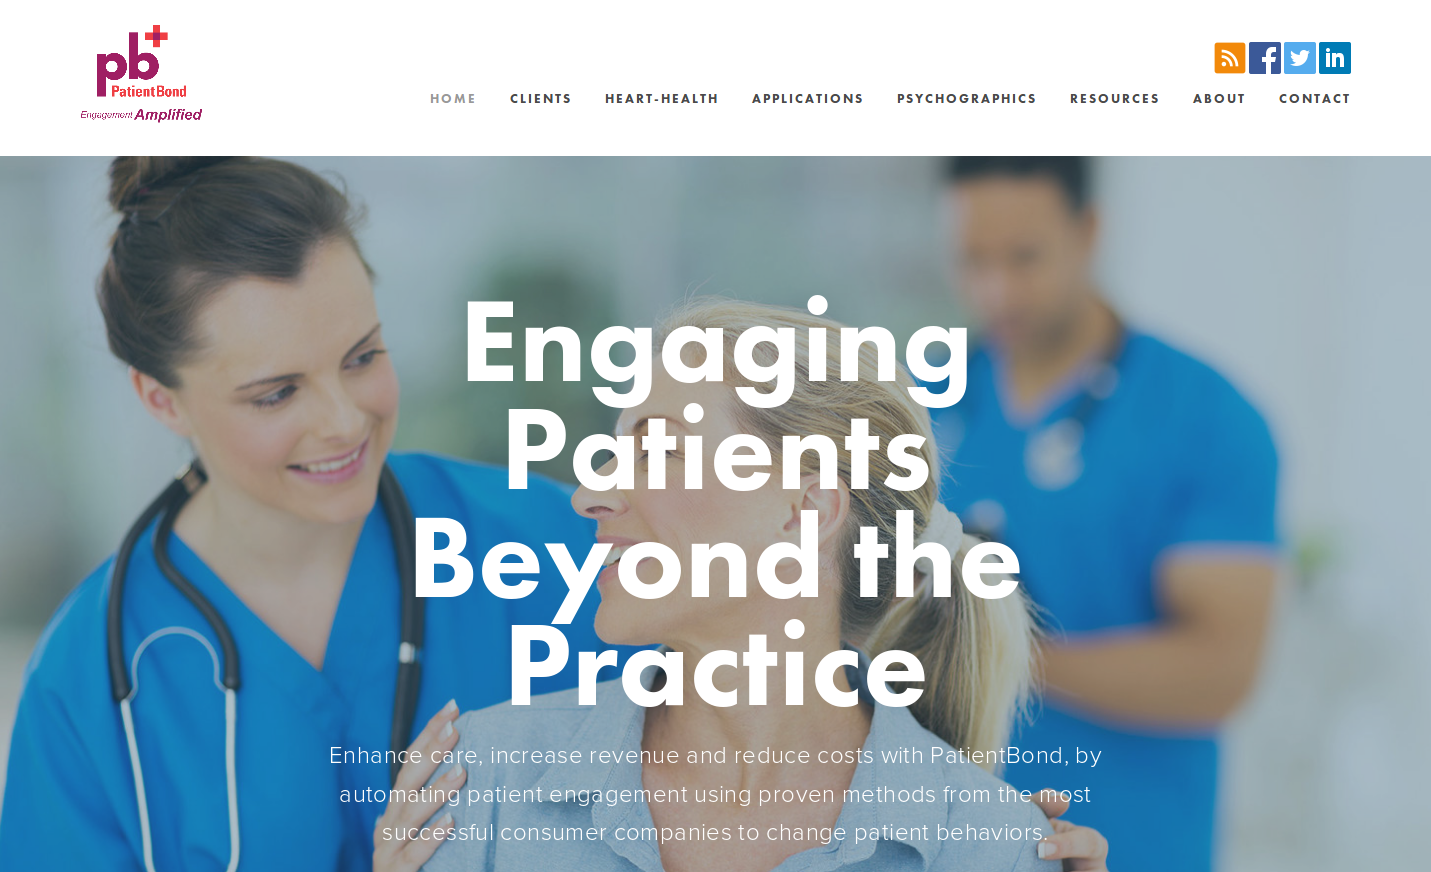 pb
PatientBond
Engagement Amplified
HOME CLIENTS HEART-HEALTH APPLICATIONS PSYCHOGRAPHICS RESOURCES ABOUT CONTACT
Engaging
Patients
Beyond the
Practice
Enhance care, increase revenue and reduce costs with PatientBond, by
automating patient engagement using proven methods from the most
successful consumer companies to change patient behaviors.